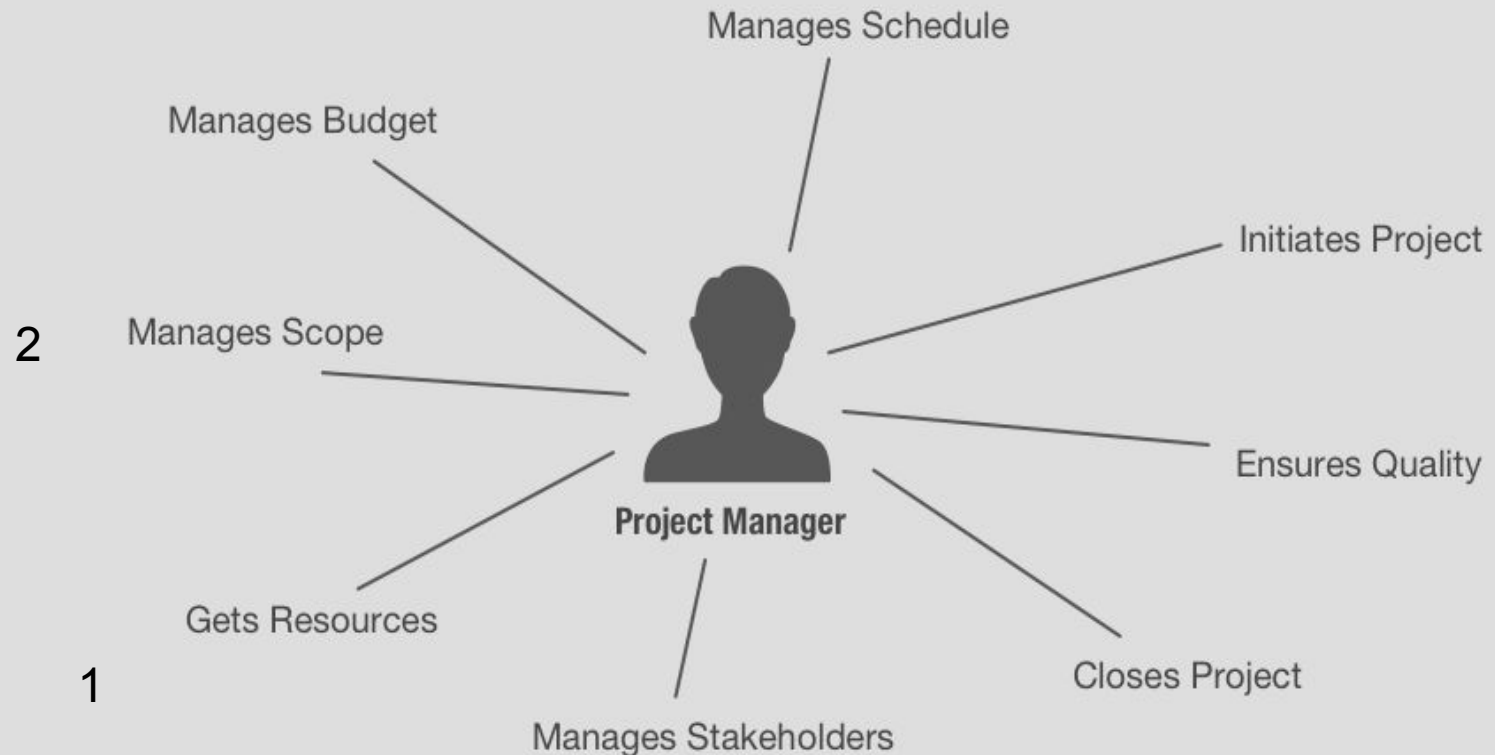 Manages Schedule
Manages Budget
Initiates Project
2
Manages Scope
Ensures Quality
Project Manager
Gets Resources
1
Closes Project
Manages Stakeholders